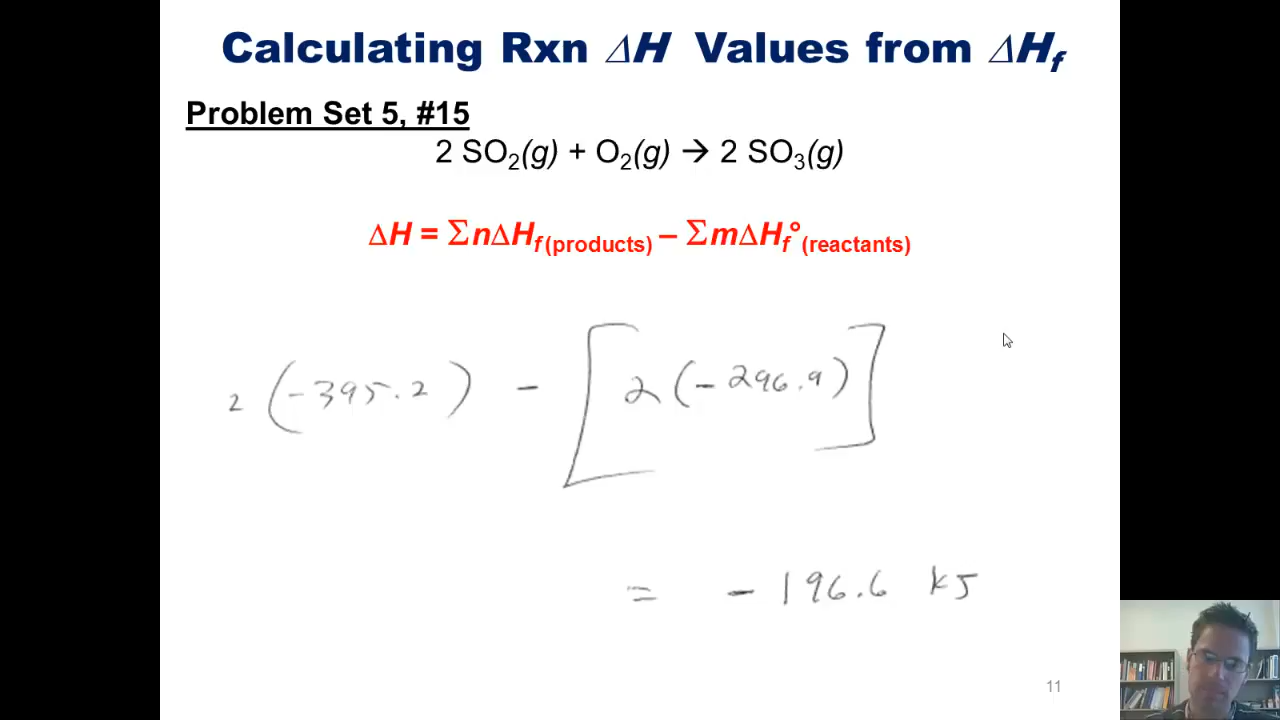 Calculating Rxn ΔH Values from ΔHf
Problem Set 5, #15
2 SO2(g) + O2(g) → 2 SO3(g)
ΔH = ΣnΔHf(products) – ΣmΔHf°(reactants)
2 (-395.2) - [2(-296.9)]
= - 196.6 kJ
11